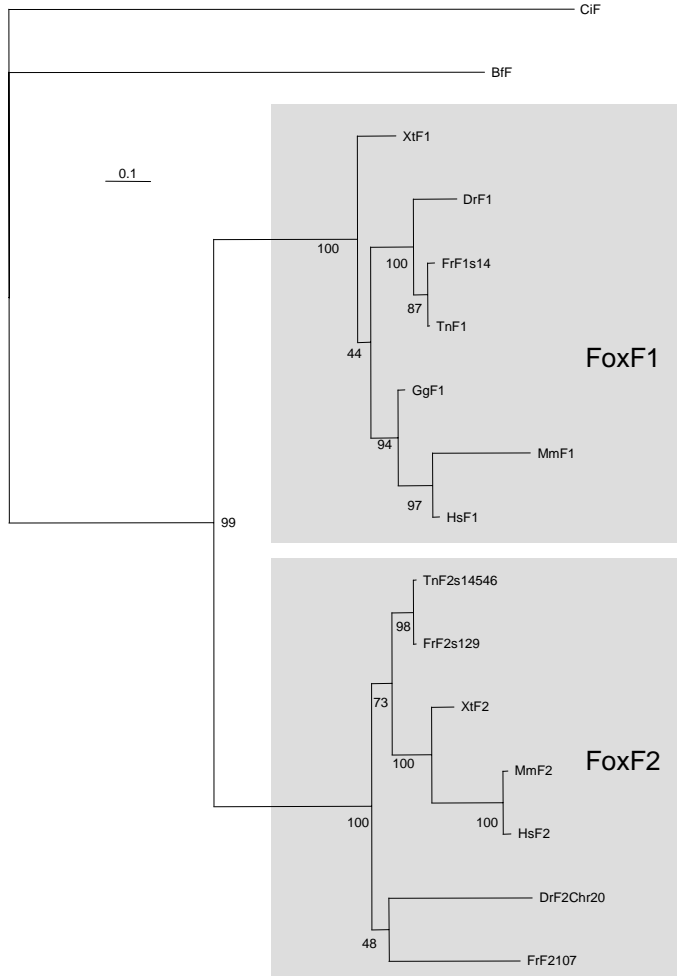 CiF
BfF
XtF1
0.1
DrF1
100
100
FrF1s14
87
TnF1
44
FoxF1
GgF1
94
MmF1
97
HsF1
99
TnF2s14546
98
FrF2s129
73
XtF2
100
FoxF2
MmF2
100
100
HsF2
DrF2Chr20
48
FrF2107